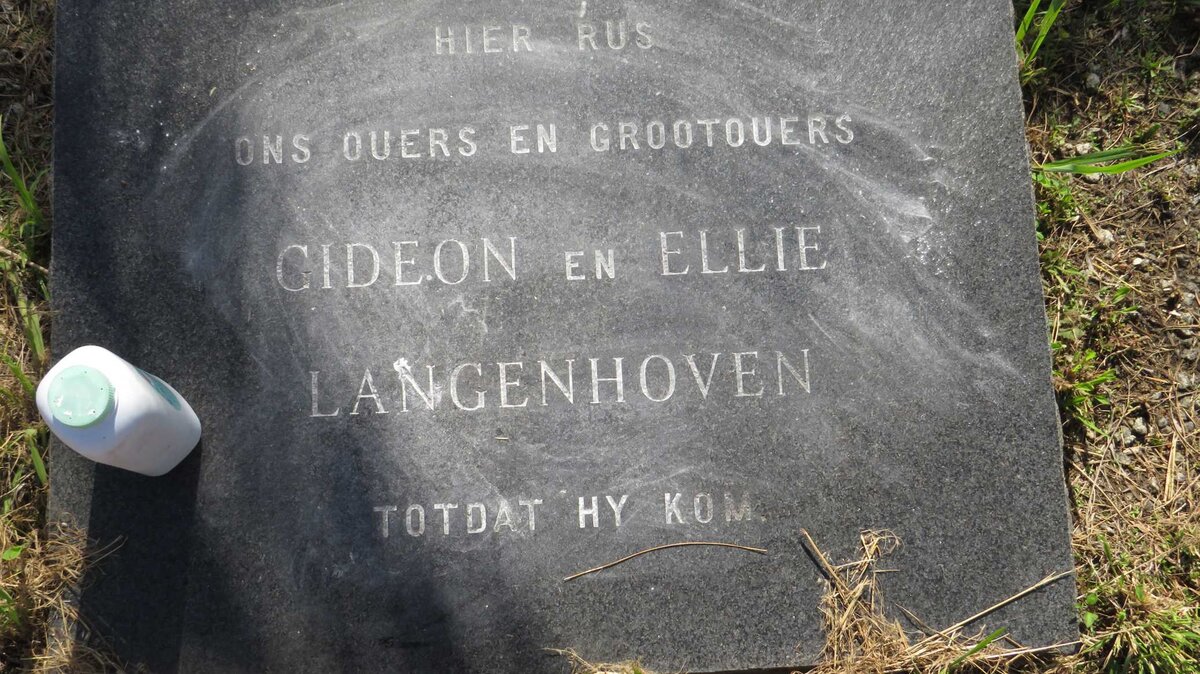 HIER RUS
ONS OUERS EN GROOTOUERS
GIDEON EN ELLIE
LANGENHOVEN
TOTDAT HY KOM.